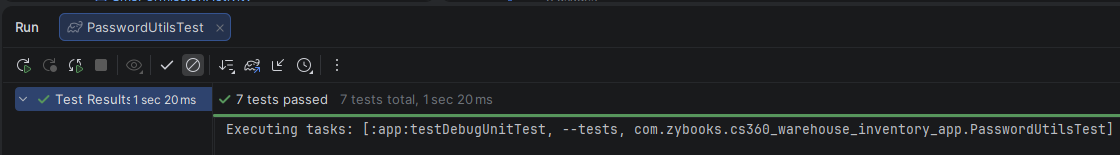 Run PasswordUtilsTest
Test Results 1 sec 20 ms
7 tests passed 7 tests total, 1 sec 20 ms
Executing tasks: [:app:testDebugUnitTest, --tests, com.zybooks.cs360_warehouse_inventory_app.PasswordUtilsTest]